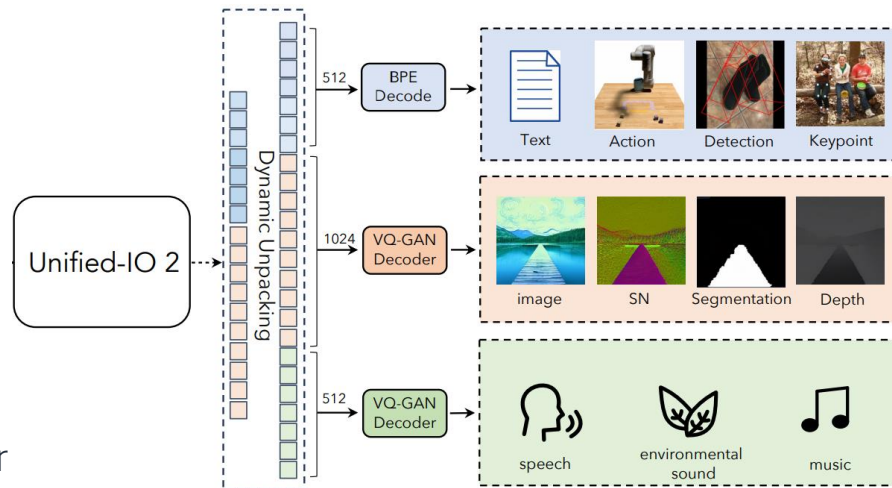 Unified-IO 2
Dynamic Unpacking
512
BPE
Decode
Text
Action
Detection
Keypoint
1024
VQ-GAN
Decoder
image
SN
Segmentation
Depth
512
VQ-GAN
Decoder
speech
environmental
sound
music
r